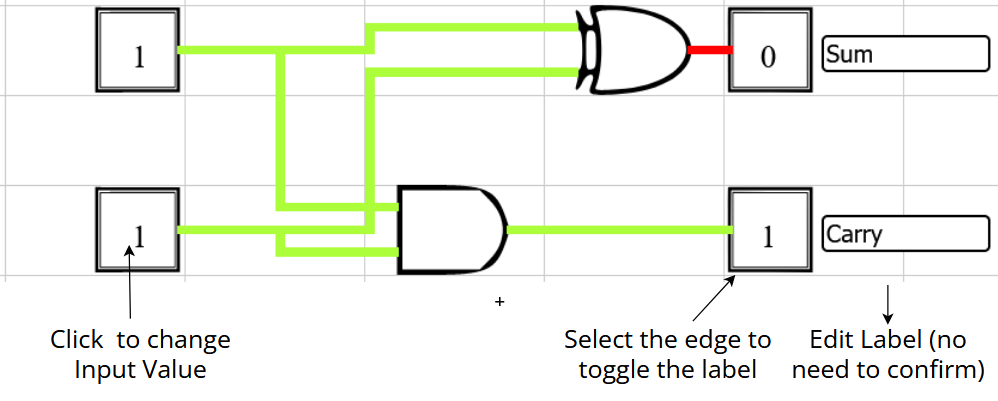 1
0
Sum
1
1
Carry
+
Click  to change
Input Value
Select the edge to
toggle the label
Edit Label (no
need to confirm)